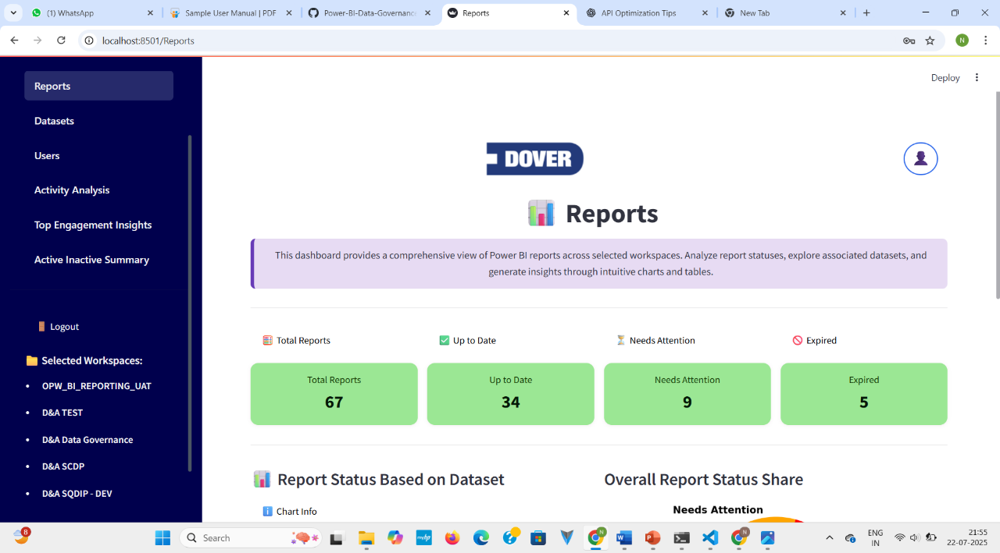 (1) WhatsApp
Sample User Manual | PDF
Power-BI-Data-Governance
Reports
API Optimization Tips
New Tab
localhost:8501/Reports
N
Reports
Datasets
Users
Activity Analysis
Top Engagement Insights
Active Inactive Summary
Logout
Selected Workspaces:
• OPW_BI_REPORTING_UAT
• D&A TEST
• D&A Data Governance
• D&A SCDP
• D&A SQDIP - DEV
Deploy
DOVER
Reports
This dashboard provides a comprehensive view of Power BI reports across selected workspaces. Analyze report statuses, explore associated datasets, and
generate insights through intuitive charts and tables.
Total Reports
Up to Date
Needs Attention
Expired
Total Reports
67
Up to Date
34
Needs Attention
9
Expired
5
Report Status Based on Dataset
Chart Info
Overall Report Status Share
Needs Attention
8
Search
myhp
N
N
ENG
IN
21:55
22-07-2025